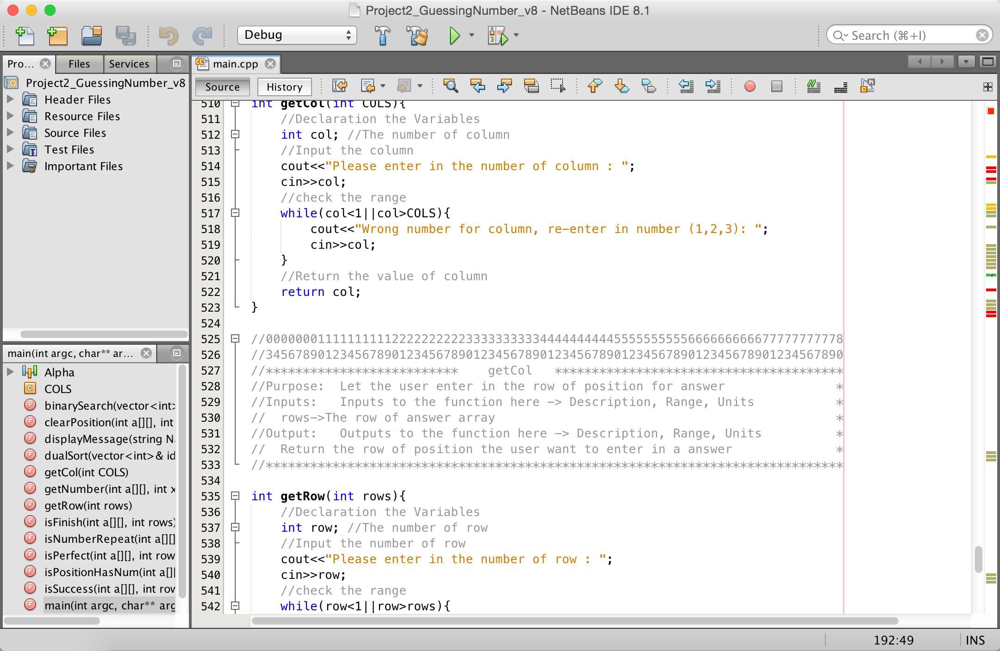 Project2_GuessingNumber_v8 - NetBeans IDE 8.1
Debug
Search (⌘+I)
Pro...
Files
Services
Project2_GuessingNumber_v8
Header Files
Resource Files
Source Files
Test Files
Important Files
main(int argc, char** ar...
Alpha
COLS
binarySearch(vector<int>
clearPosition(int a[][], int
displayMessage(string Na
dualSort(vector<int>& id
getCol(int COLS)
getNumber(int a[][], int x
getRow(int rows)
isFinish(int a[][], int rows)
isNumberRepeat(int a[][]
isPerfect(int a[][], int row
isPositionHasNum(int a[][
isSuccess(int a[][], int row
main(int argc, char** arg
main.cpp
Source
History
510 int getCol(int COLS){
511 //Declaration the Variables
512 int col; //The number of column
513 //Input the column
514 cout<<"Please enter in the number of column : ";
515 cin>>col;
516 //check the range
517 while(col<1||col>COLS){
518 cout<<"Wrong number for column, re-enter in number (1,2,3): ";
519 cin>>col;
520 }
521 //Return the value of column
522 return col;
523 }
524
525 //000000011111111112222222222333333333344444444445555555555666666666677777777778
526 //345678901234567890123456789012345678901234567890123456789012345678901234567890
527 //**************************    getCol   ***************************************
528 //Purpose:  Let the user enter in the row of position for answer               *
529 //Inputs:   Inputs to the function here -> Description, Range, Units           *
530 //  rows->The row of answer array                                              *
531 //Output:   Outputs to the function here -> Description, Range, Units          *
532 //  Return the row of position the user want to enter in a answer              *
533 //******************************************************************************
534
535 int getRow(int rows){
536 //Declaration the Variables
537 int row; //The number of row
538 //Input the number of row
539 cout<<"Please enter in the number of row : ";
540 cin>>row;
541 //check the range
542 while(row<1||row>rows){
192:49
INS